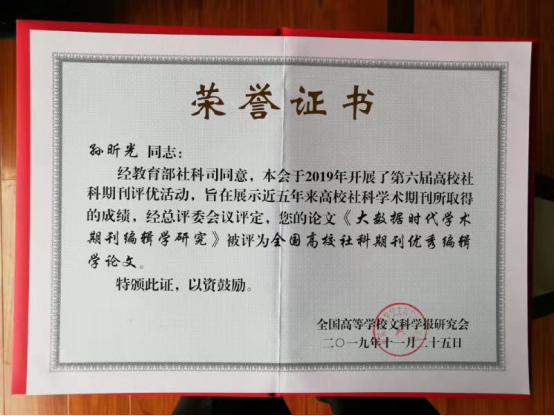 荣誉证书
孙昕光 同志：
经教育部社科司同意，本会于2019年开展了第六届高校社
科期刊评优活动，旨在展示近五年来高校社科学术期刊所取得
的成绩，经总评委会议评定，您的论文《大数据时代学术
期刊编辑学研究》被评为全国高校社科期刊优秀编辑
学论文。
特颁此证，以资鼓励。
全国高等学校文科学报研究会
二〇一九年十一月二十五日